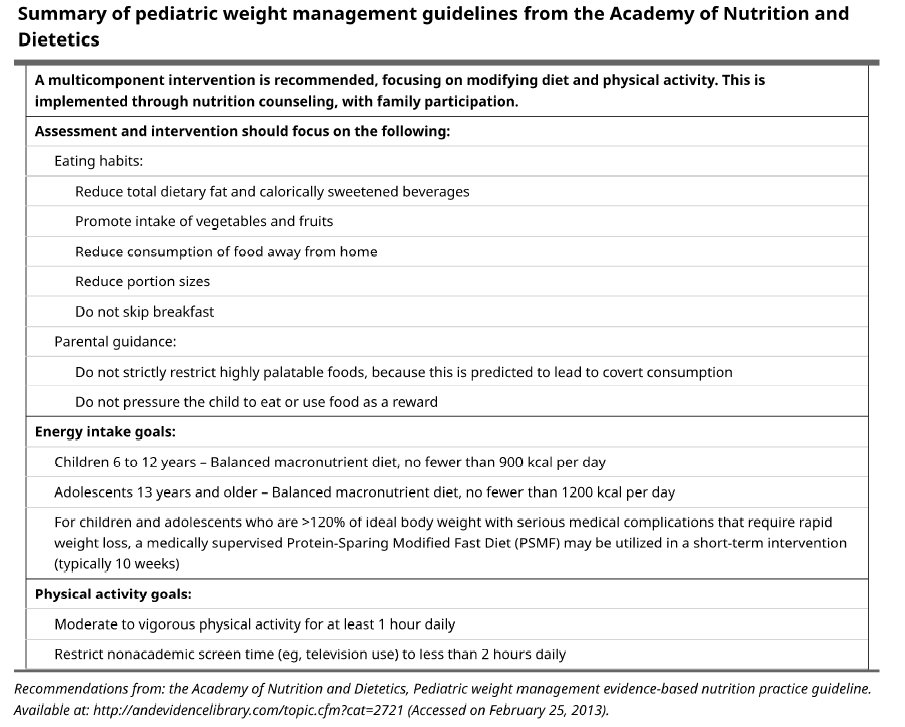 Summary of pediatric weight management guidelines from the Academy of Nutrition and
Dietetics
A multicomponent intervention is recommended, focusing on modifying diet and physical activity. This is
implemented through nutrition counseling, with family participation.
Assessment and intervention should focus on the following:
Eating habits:
Reduce total dietary fat and calorically sweetened beverages
Promote intake of vegetables and fruits
Reduce consumption of food away from home
Reduce portion sizes
Do not skip breakfast
Parental guidance:
Do not strictly restrict highly palatable foods, because this is predicted to lead to covert consumption
Do not pressure the child to eat or use food as a reward
Energy intake goals:
Children 6 to 12 years – Balanced macronutrient diet, no fewer than 900 kcal per day
Adolescents 13 years and older – Balanced macronutrient diet, no fewer than 1200 kcal per day
For children and adolescents who are >120% of ideal body weight with serious medical complications that require rapid
weight loss, a medically supervised Protein-Sparing Modified Fast Diet (PSMF) may be utilized in a short-term intervention
(typically 10 weeks)
Physical activity goals:
Moderate to vigorous physical activity for at least 1 hour daily
Restrict nonacademic screen time (eg, television use) to less than 2 hours daily
Recommendations from: the Academy of Nutrition and Dietetics, Pediatric weight management evidence-based nutrition practice guideline.
Available at: http://andevidencelibrary.com/topic.cfm?cat=2721 (Accessed on February 25, 2013).